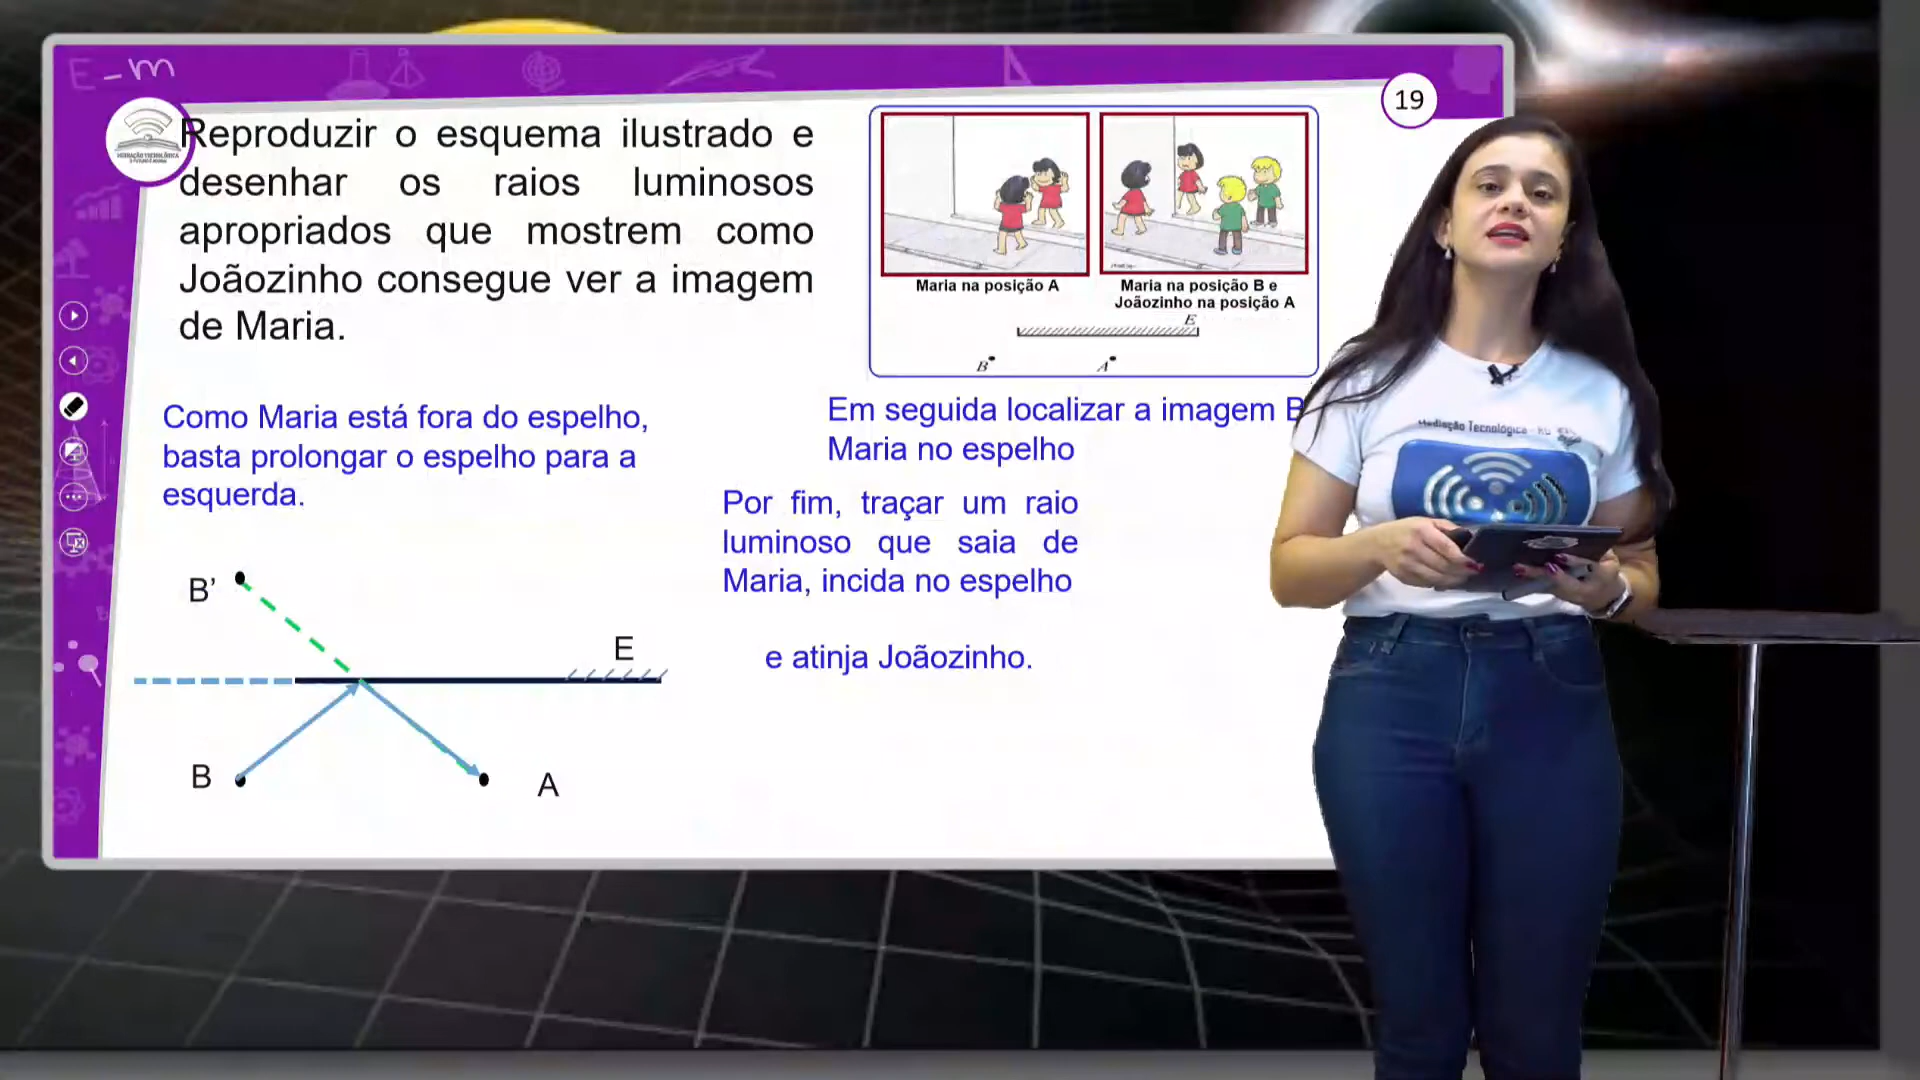 E-m
19
Reproduzir o esquema ilustrado e
desenhar os raios luminosos
apropriados que mostrem como
Joãozinho consegue ver a imagem
de Maria.
Maria na posição A
Maria na posição B e
Joãozinho na posição A
E
B
A
Como Maria está fora do espelho,
basta prolongar o espelho para a
esquerda.
Em seguida localizar a imagem B
Maria no espelho
Por fim, traçar um raio
luminoso que saia de
Maria, incida no espelho
e atinja Joãozinho.
B’
E
B
A
Mediação Tecnológica